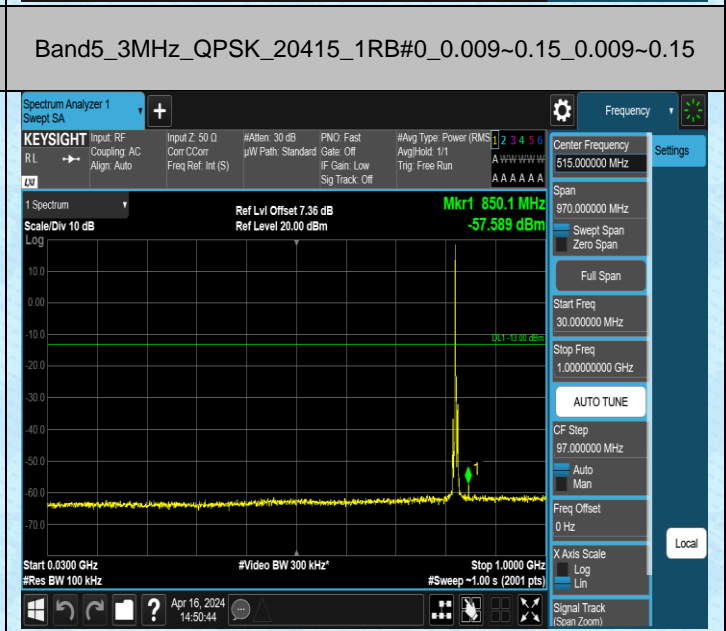 Band5_3MHz_QPSK_20415_1RB#0_0.009~0.15_0.009~0.15
Spectrum Analyzer 1
Swept SA
+
Frequency
KEYSIGHT
RL
LXI
Input: RF
Coupling: AC
Align: Auto
Input Z: 50 Ω
Corr CCorr
Freq Ref: Int (S)
#Atten: 30 dB
µW Path: Standard
PNO: Fast
Gate: Off
IF Gain: Low
Sig Track: Off
#Avg Type: Power (RMS
Avg|Hold: 1/1
Trig: Free Run
1 2 3 4 5 6
A W W W W W
A A A A A A
1 Spectrum
Scale/Div 10 dB
Ref Lvl Offset 7.36 dB
Ref Level 20.00 dBm
Mkr1 850.1 MHz
-57.589 dBm
Log
10.0
0.00
-10.0
-20.0
-30.0
-40.0
-50.0
-60.0
-70.0
DL1 -13.00 dBm
1
Start 0.0300 GHz
#Res BW 100 kHz
#Video BW 300 kHz*
Stop 1.0000 GHz
#Sweep ~1.00 s (2001 pts)
Center Frequency
515.000000 MHz
Settings
Span
970.000000 MHz
Swept Span
Zero Span
Full Span
Start Freq
30.000000 MHz
Stop Freq
1.000000000 GHz
AUTO TUNE
CF Step
97.000000 MHz
Auto
Man
Freq Offset
0 Hz
X Axis Scale
Log
Lin
Signal Track
(Span Zoom)
Local
?
Apr 16, 2024
14:50:44